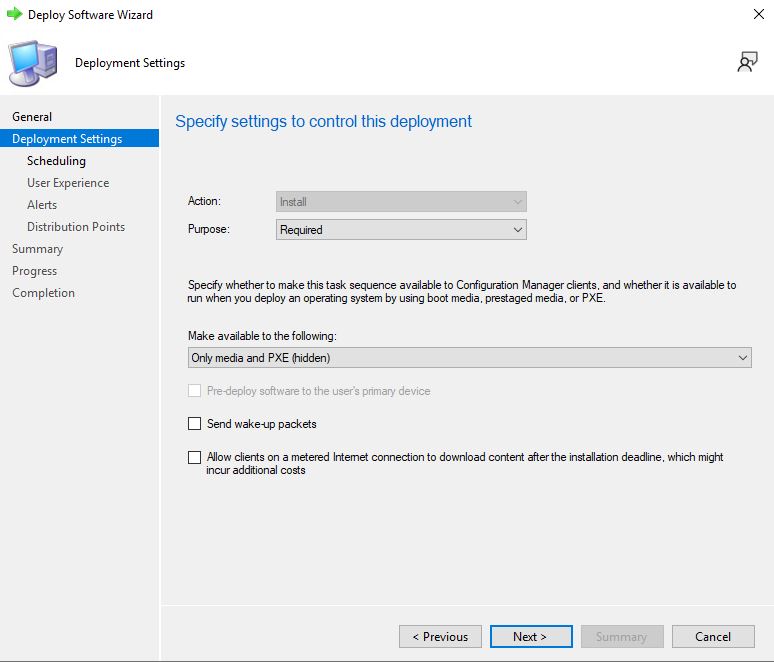 Deploy Software Wizard
Deployment Settings
General
Deployment Settings
Scheduling
User Experience
Alerts
Distribution Points
Summary
Progress
Completion
Specify settings to control this deployment
Action:
Install
Purpose:
Required
Specify whether to make this task sequence available to Configuration Manager clients, and whether it is available to
run when you deploy an operating system by using boot media, prestaged media, or PXE.
Make available to the following:
Only media and PXE (hidden)
Pre-deploy software to the user's primary device
Send wake-up packets
Allow clients on a metered Internet connection to download content after the installation deadline, which might
incur additional costs
< Previous
Next >
Summary
Cancel